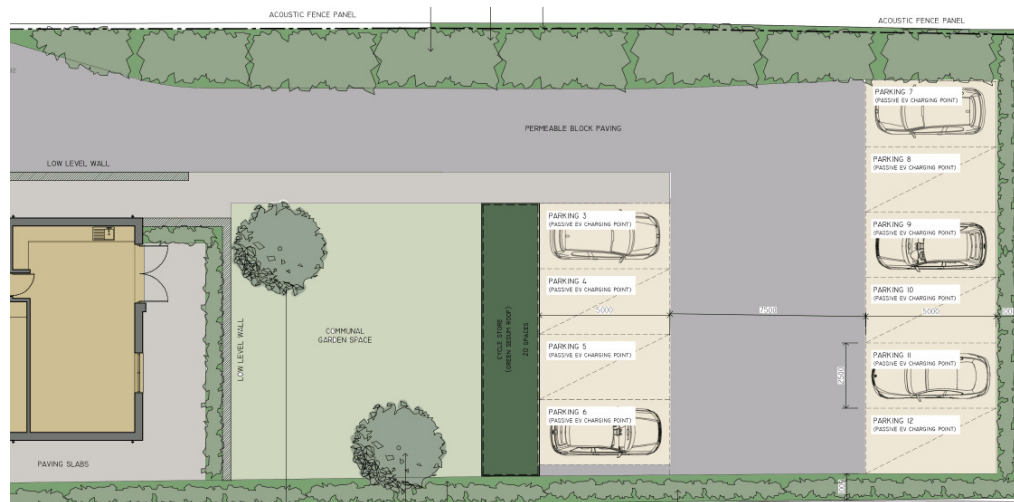 ACOUSTIC FENCE PANEL
ACOUSTIC FENCE PANEL
PARKING 7
(PASSIVE EV CHARGING POINT)
PERMEABLE BLOCK PAVING
LOW LEVEL WALL
PARKING 8
(PASSIVE EV CHARGING POINT)
PARKING 3
(PASSIVE EV CHARGING POINT)
PARKING 9
(PASSIVE EV CHARGING POINT)
PARKING 4
(PASSIVE EV CHARGING POINT)
PARKING 10
(PASSIVE EV CHARGING POINT)
5000
7500
5000
COMMUNAL
GARDEN SPACE
LOW LEVEL WALL
CYCLE STORE
(GREEN SEDUM ROOF)
20 SPACES
PARKING 5
(PASSIVE EV CHARGING POINT)
PARKING 11
(PASSIVE EV CHARGING POINT)
2500
PARKING 6
(PASSIVE EV CHARGING POINT)
PARKING 12
(PASSIVE EV CHARGING POINT)
PAVING SLABS